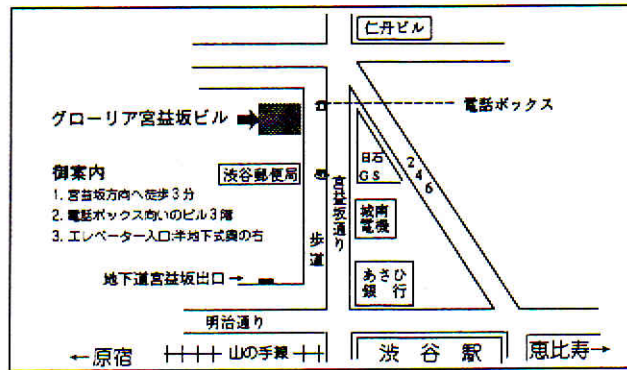 仁丹ビル
グローリア宮益坂ビル
電話ボックス
御案内
1. 宮益坂方向へ徒歩3分
2. 電話ボックス向いのビル3階
3. エレベーター入口:半地下式奥の右
渋谷郵便局
日石
GS
246
宮益坂通り
歩道
城南
電機
地下道宮益坂出口→
あさひ
銀行
明治通り
←原宿
山の手線
渋谷駅
恵比寿→